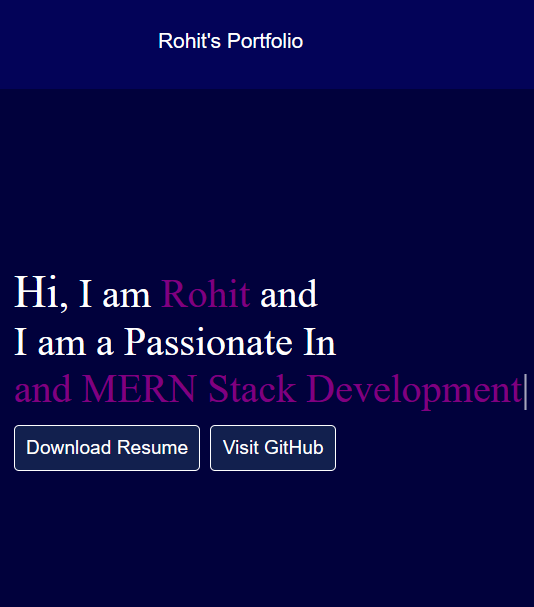 Rohit's Portfolio
Hi, I am Rohit and
I am a Passionate In
and MERN Stack Development|
Download Resume
Visit GitHub